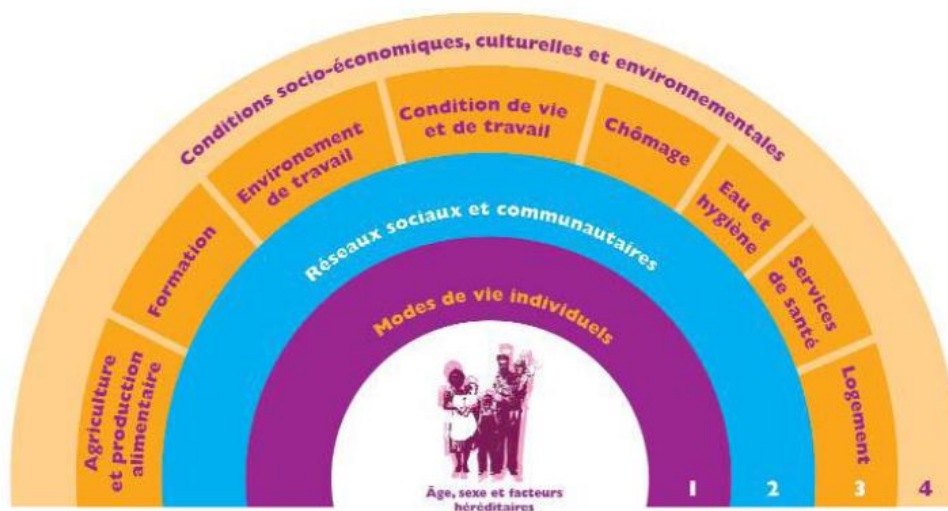 Conditions socio-économiques, culturelles et environnementales
Agriculture
et production
alimentaire
Formation
Environement
de travail
Condition de vie
et de travail
Chômage
Eau et
hygiène
Services
de santé
Logement
Réseaux sociaux et communautaires
Modes de vie individuels
Âge, sexe et facteurs
héréditaires
1
2
3
4